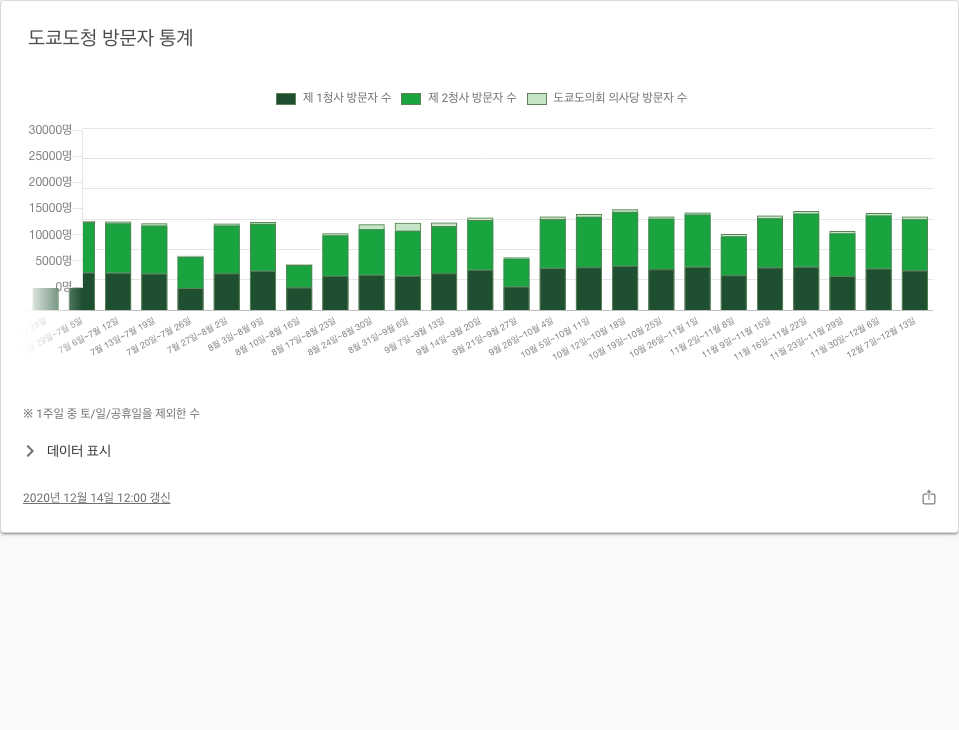 도쿄도청 방문자 통계
제 1청사 방문자 수
제 2청사 방문자 수
도쿄도의회 의사당 방문자 수
30000명
25000명
20000명
15000명
10000명
5000명
0명
7월 5일
7월 6일~7월 12일
7월 13일~7월 19일
7월 20일~7월 26일
7월 27일~8월 2일
8월 3일~8월 9일
8월 10일~8월 16일
8월 17일~8월 23일
8월 24일~8월 30일
8월 31일~9월 6일
9월 7일~9월 13일
9월 14일~9월 20일
9월 21일~9월 27일
9월 28일~10월 4일
10월 5일~10월 11일
10월 12일~10월 18일
10월 19일~10월 25일
10월 26일~11월 1일
11월 2일~11월 8일
11월 9일~11월 15일
11월 16일~11월 22일
11월 23일~11월 29일
11월 30일~12월 6일
12월 7일~12월 13일
※ 1주일 중 토/일/공휴일을 제외한 수
데이터 표시
2020년 12월 14일 12:00 갱신